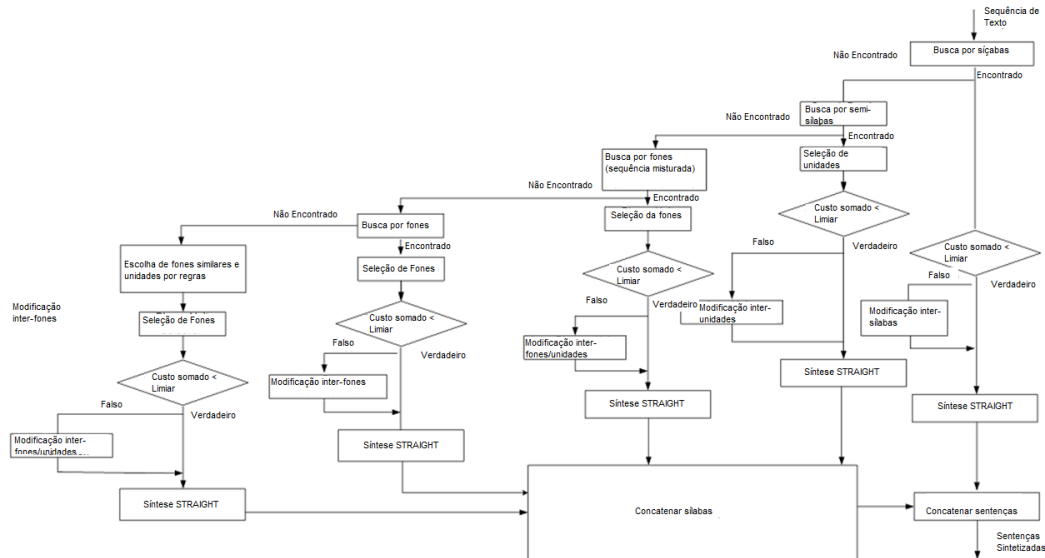 Sequência de
Texto
Busca por síçabas
Não Encontrado
Encontrado
Busca por semi-
sílabas
Não Encontrado
Encontrado
Busca por fones
(sequência misturada)
Seleção de
unidades
Não Encontrado
Encontrado
Custo somado <
Limiar
Não Encontrado
Busca por fones
Seleção da fones
Falso
Verdadeiro
Encontrado
Custo somado <
Limiar
Escolha de fones similares e
unidades por regras
Seleção de Fones
Custo somado <
Limiar
Falso
Verdadeiro
Modificação
inter-fones
Seleção de Fones
Custo somado <
Limiar
Falso
Verdadeiro
Modificação inter-
unidades
Modificação inter-
sílabas
Falso
Verdadeiro
Modificação inter-
fones/unidades
Síntese STRAIGHT
Custo somado <
Limiar
Modificação inter-fones
Síntese STRAIGHT
Síntese STRAIGHT
Falso
Verdadeiro
Modificação inter-
fones/unidades
Síntese STRAIGHT
Síntese STRAIGHT
Concatenar sílabas
Concatenar sentenças
Sentenças
Sintetizadas